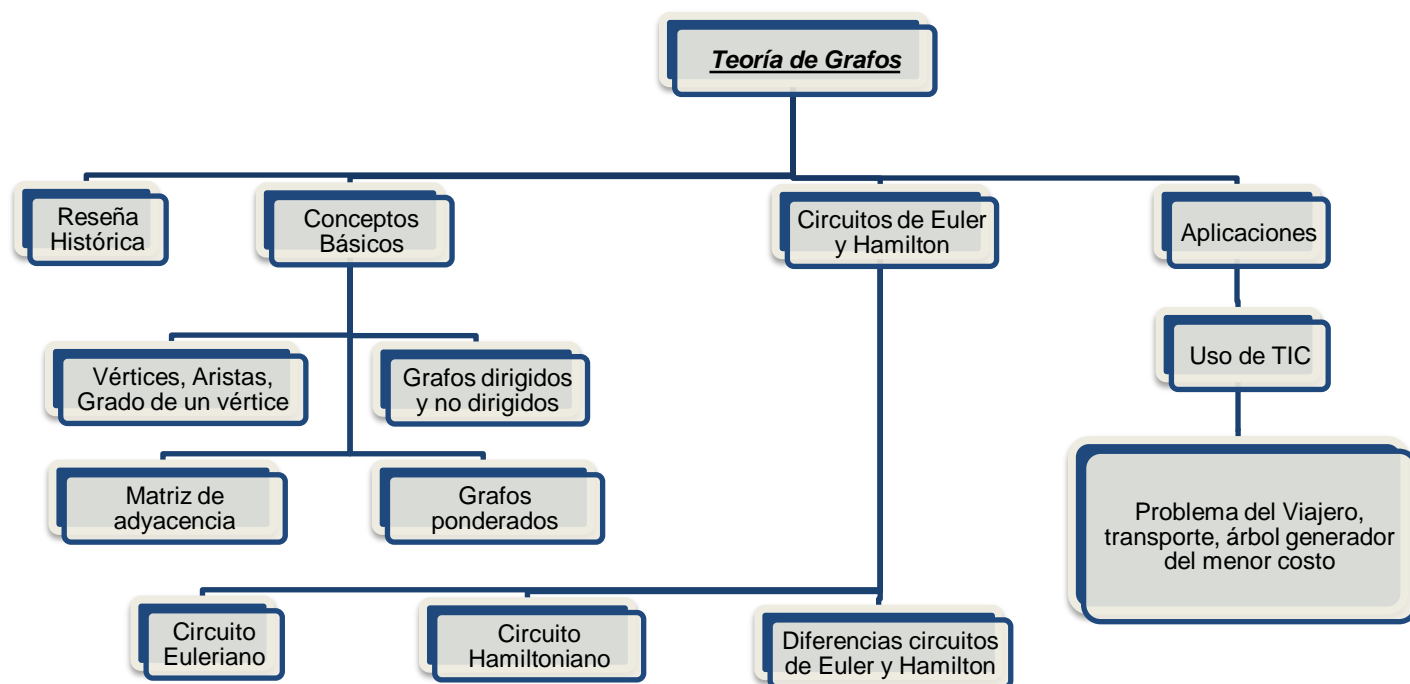 Teoría de Grafos
Reseña
Histórica
Conceptos
Básicos
Circuitos de Euler
y Hamilton
Aplicaciones
Vértices, Aristas,
Grado de un vértice
Grafos dirigidos
y no dirigidos
Uso de TIC
Matriz de
adyacencia
Grafos
ponderados
Problema del Viajero,
transporte, árbol generador
del menor costo
Circuito
Euleriano
Circuito
Hamiltoniano
Diferencias circuitos
de Euler y Hamilton